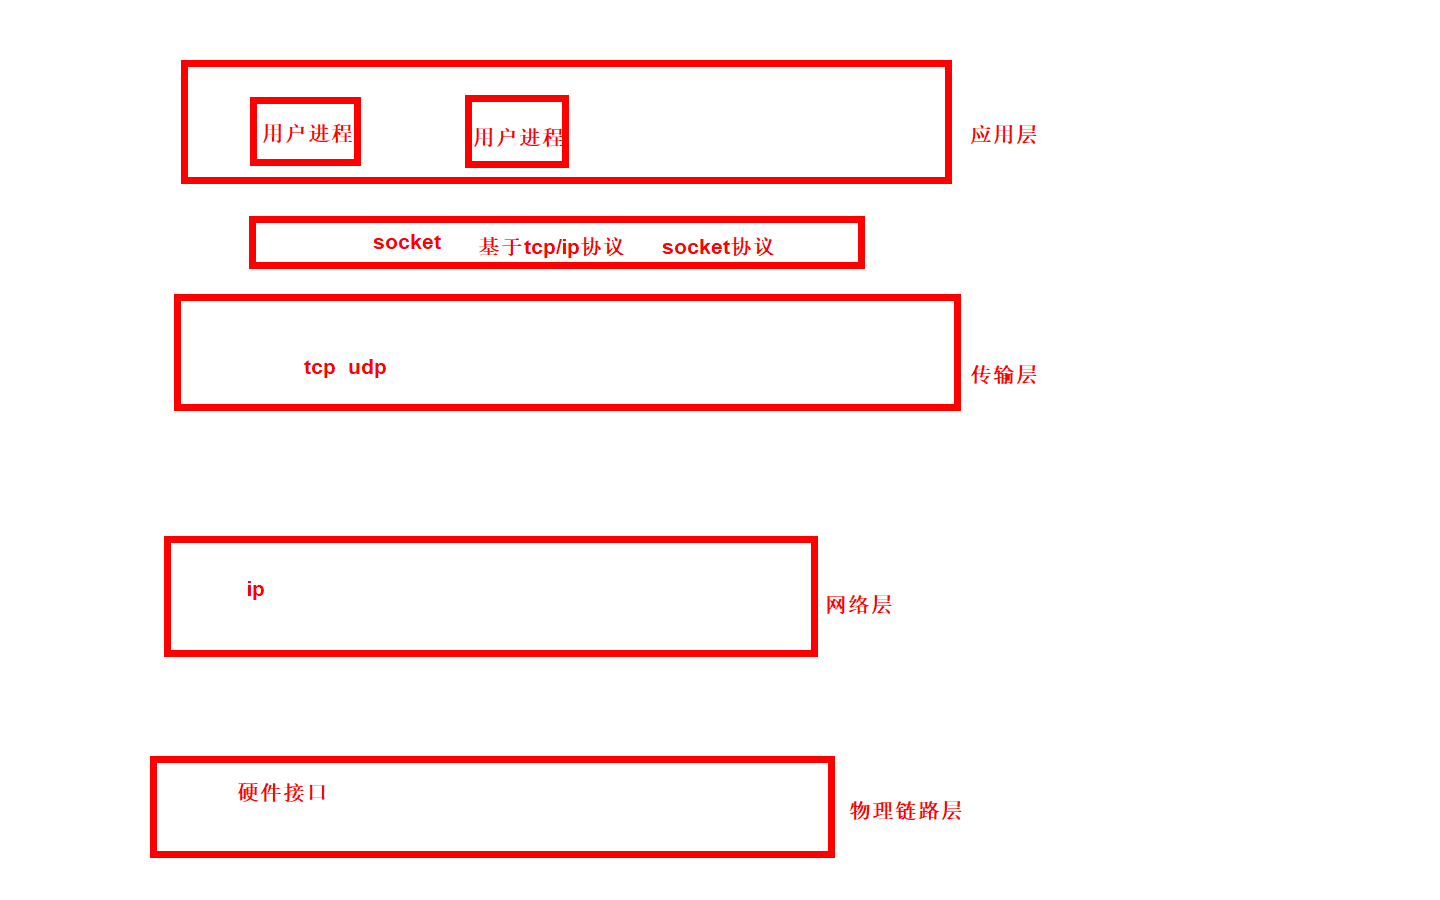 用户进程
用户进程
应用层
socket 基于tcp/ip协议 socket协议
tcp udp
传输层
ip
网络层
硬件接口
物理链路层